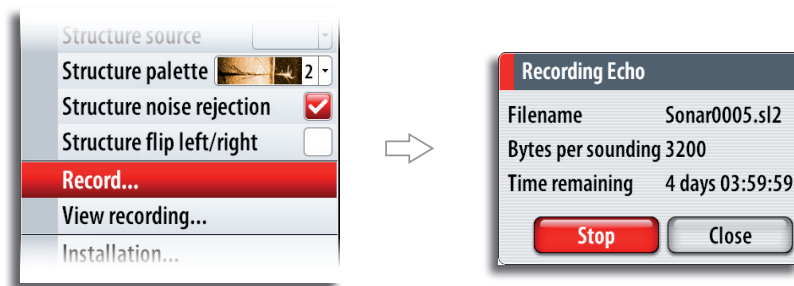 Structure source
Structure palette 2
Structure noise rejection
Structure flip left/right
Record...
View recording...
Installation...
Recording Echo
Filename Sonar0005.sl2
Bytes per sounding 3200
Time remaining 4 days 03:59:59
Stop Close